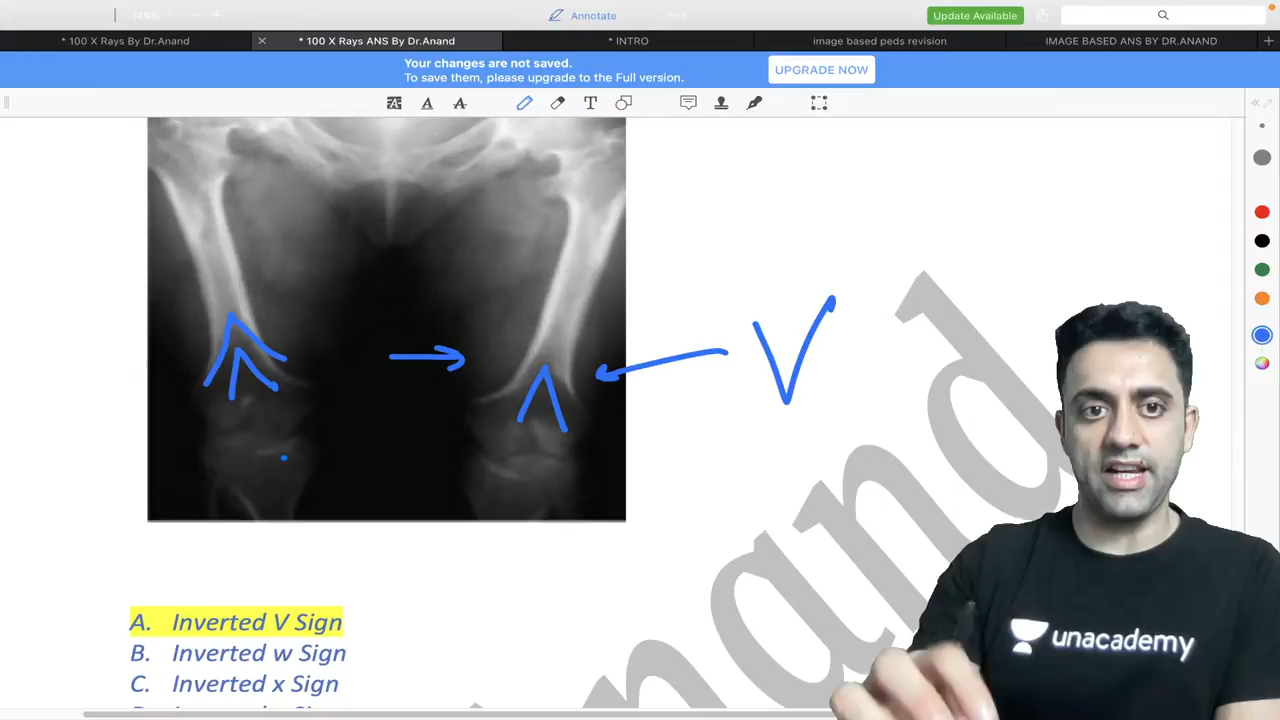 Annotate
Update Available
* 100 X Rays By Dr.Anand
* 100 X Rays ANS By Dr.Anand
* INTRO
image based peds revision
IMAGE BASED ANS BY DR.ANAND
Your changes are not saved.
To save them, please upgrade to the Full version.
UPGRADE NOW
V
anand
unacademy
A. Inverted V Sign
B. Inverted w Sign
C. Inverted x Sign